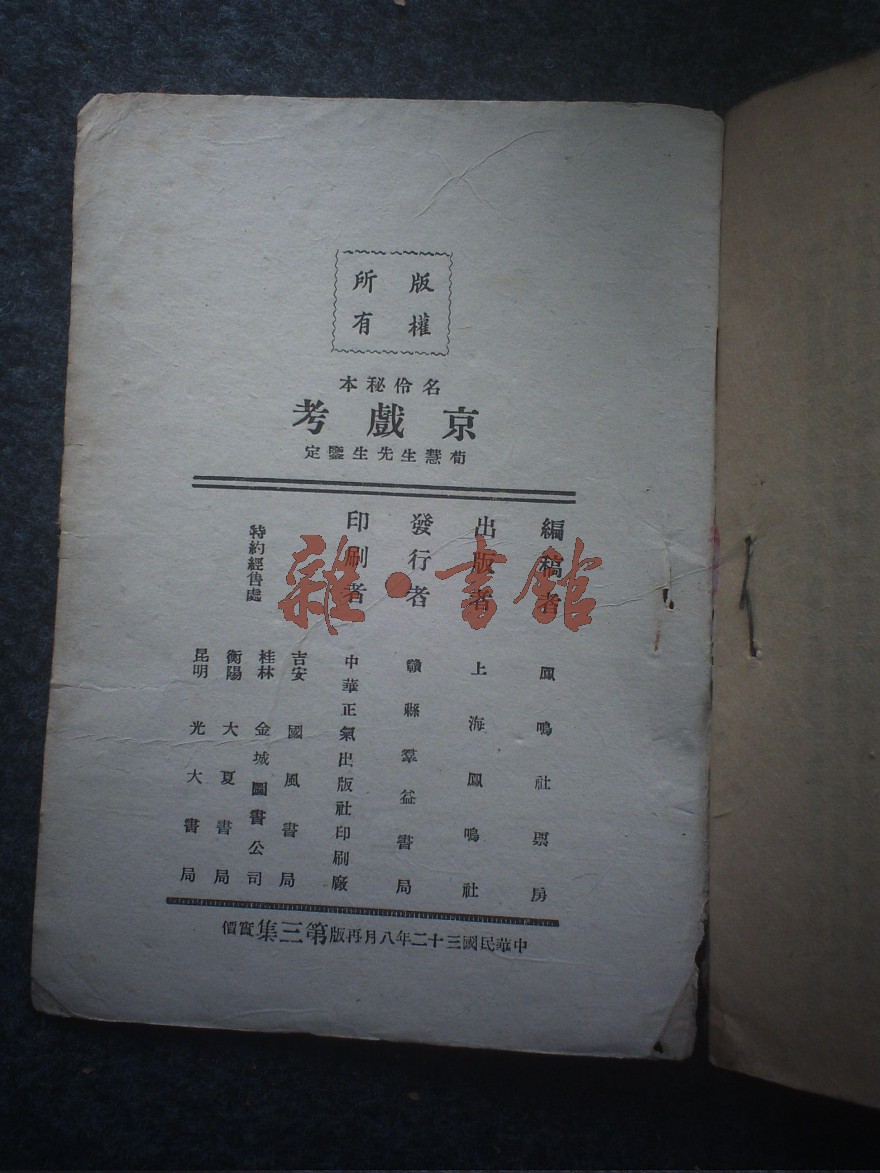 版權
所有
名伶秘本
京戲考
荀慧生先生鑒定
編稿者 鳳鳴社票房
出版者 上海鳳鳴社
發行者 贛縣羣益書局
印刷者 中華正氣出版社印刷廠
特約經售處
吉安 國風書局
桂林 金城圖書公司
衡陽 大夏書局
昆明 光大書局
中華民國三十二年八月再版第三集實價
雜·書館